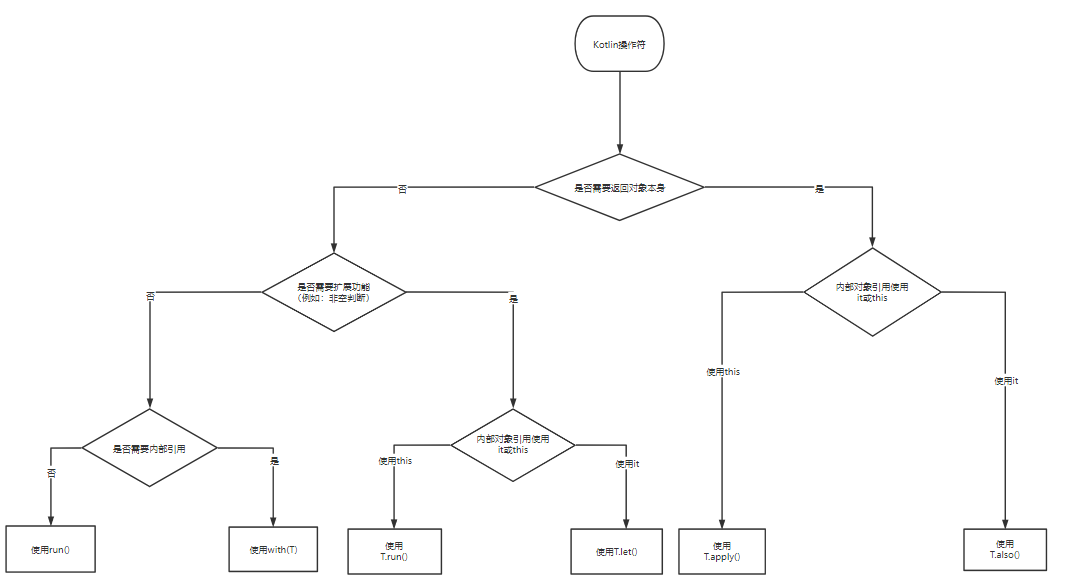 Kotlin操作符
是否需要返回对象本身
否
是
是否需要扩展功能
（例如：非空判断）
内部对象引用使用
it或this
否
是
使用this
使用it
是否需要内部引用
内部对象引用使用
it或this
否
是
使用this
使用it
使用run()
使用with(T)
使用
T.run()
使用T.let()
使用
T.apply()
使用
T.also()